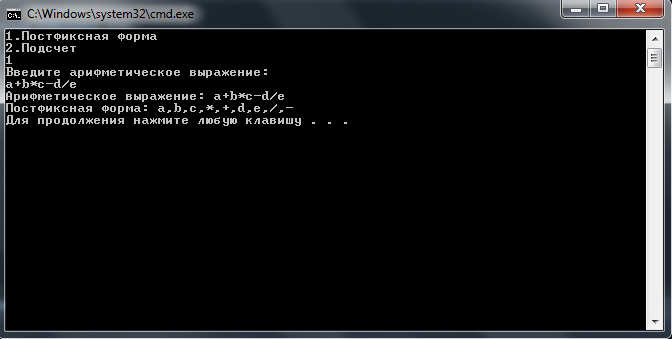 C:\Windows\system32\cmd.exe
1.Постфиксная форма
2.Подсчет
1
Введите арифметическое выражение:
a+b*c-d/e
Арифметическое выражение: a+b*c-d/e
Постфиксная форма: a,b,c,*,+,d,e,/,-
Для продолжения нажмите любую клавишу . . .